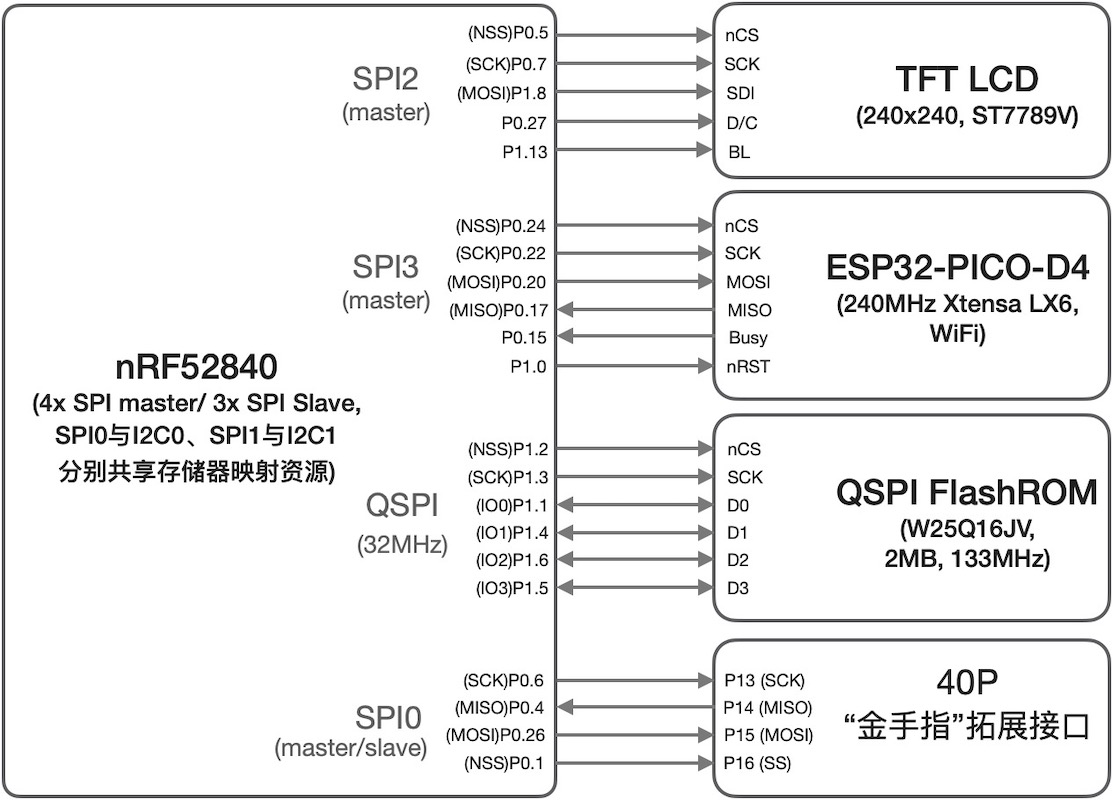 nRF52840
(4x SPI master/ 3x SPI Slave,
SPI0与I2C0、SPI1与I2C1
分别共享存储器映射资源)
SPI2
(master)
(NSS)P0.5
(SCK)P0.7
(MOSI)P1.8
P0.27
P1.13
nCS
SCK
SDI
D/C
BL
TFT LCD
(240x240, ST7789V)
SPI3
(master)
(NSS)P0.24
(SCK)P0.22
(MOSI)P0.20
(MISO)P0.17
P0.15
P1.0
nCS
SCK
MOSI
MISO
Busy
nRST
ESP32-PICO-D4
(240MHz Xtensa LX6,
WiFi)
QSPI
(32MHz)
(NSS)P1.2
(SCK)P1.3
(IO0)P1.1
(IO1)P1.4
(IO2)P1.6
(IO3)P1.5
nCS
SCK
D0
D1
D2
D3
QSPI FlashROM
(W25Q16JV,
2MB, 133MHz)
SPI0
(master/slave)
(SCK)P0.6
(MISO)P0.4
(MOSI)P0.26
(NSS)P0.1
P13 (SCK)
P14 (MISO)
P15 (MOSI)
P16 (SS)
40P
“金手指”拓展接口